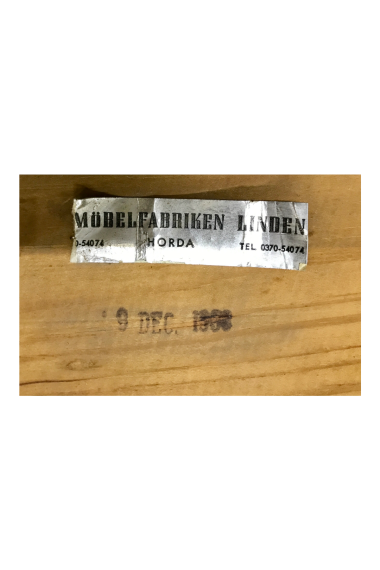 MÖBELFABRIKEN LINDEN
0-54074 HORDA TEL 0370-54074
9 DEC.